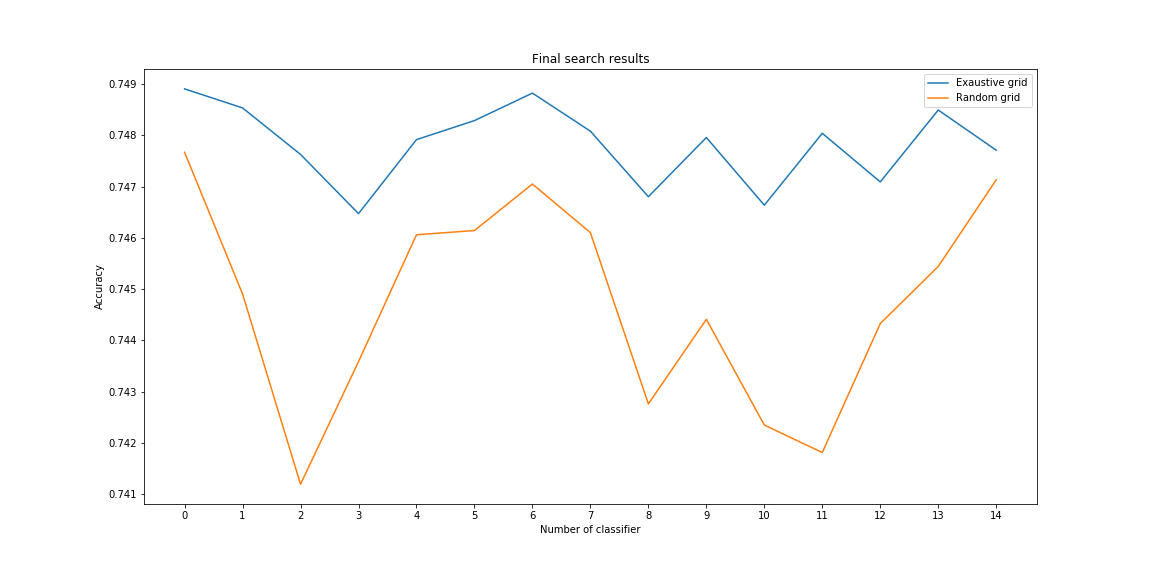 Final search results
Exaustive grid
Random grid
0.749
0.748
0.747
0.746
0.745
0.744
0.743
0.742
0.741
Accuracy
0 1 2 3 4 5 6 7 8 9 10 11 12 13 14
Number of classifier